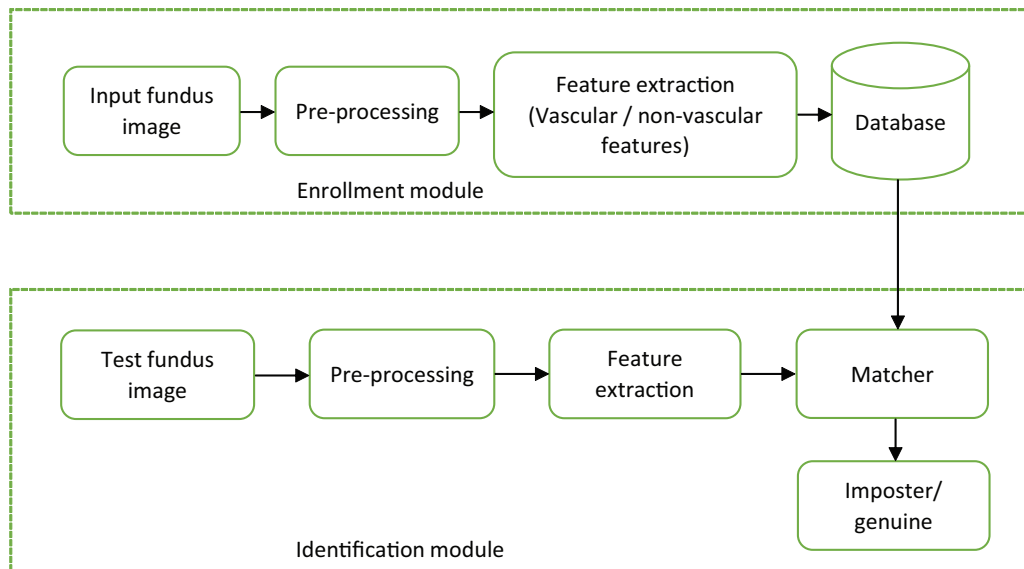 Input fundus
image
Pre-processing
Feature extraction
(Vascular / non-vascular
features)
Database
Enrollment module
Test fundus
image
Pre-processing
Feature
extraction
Matcher
Imposter/
genuine
Identification module